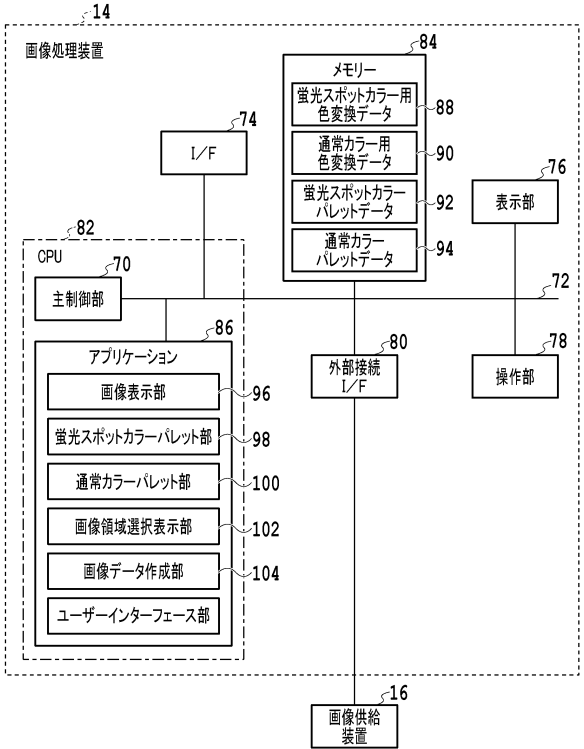 14
画像処理装置
84
メモリー
蛍光スポットカラー用
色変換データ
88
通常カラー用
色変換データ
90
蛍光スポットカラー
パレットデータ
92
通常カラー
パレットデータ
94
74
I/F
76
表示部
82
CPU
70
主制御部
72
86
アプリケーション
画像表示部
96
蛍光スポットカラーパレット部
98
通常カラーパレット部
100
画像領域選択表示部
102
画像データ作成部
104
ユーザーインターフェース部
80
外部接続
I/F
78
操作部
16
画像供給
装置